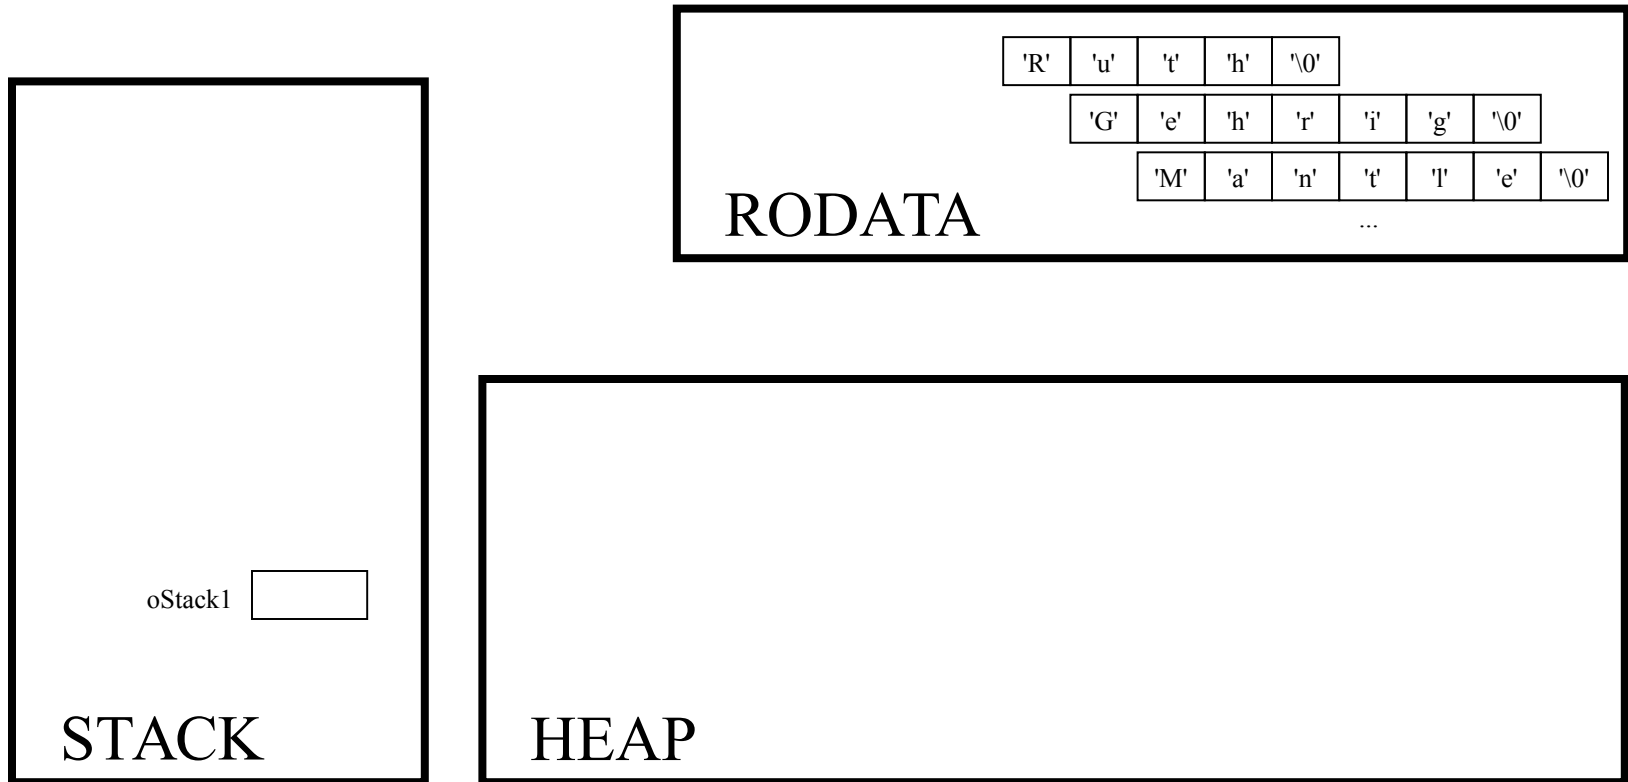 'R' 'u' 't' 'h' '\0'
'G' 'e' 'h' 'r' 'i' 'g' '\0'
'M' 'a' 'n' 't' 'l' 'e' '\0'
...
RODATA
oStack1
STACK
HEAP